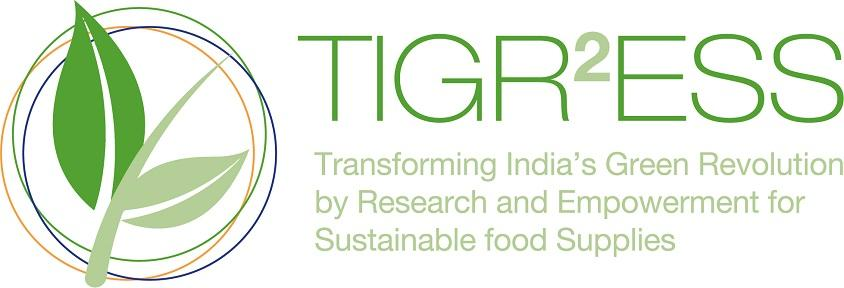 TIGR²ESS
Transforming India's Green Revolution
by Research and Empowerment for
Sustainable food Supplies